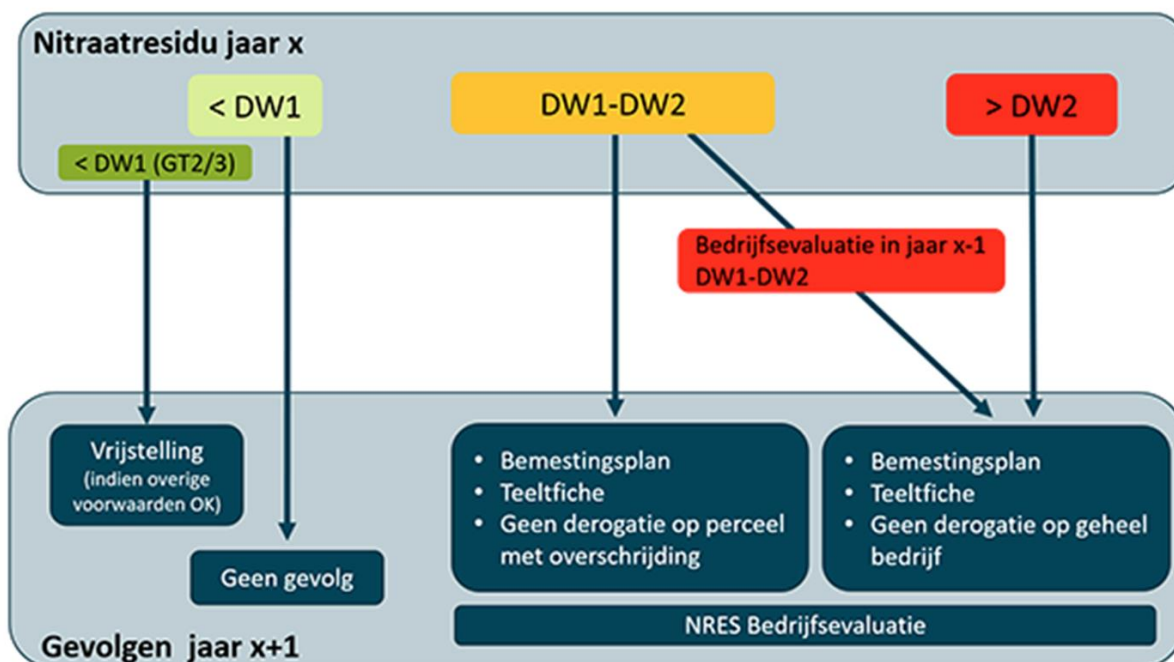 Nitraatresidu jaar x
< DW1
DW1-DW2
> DW2
< DW1 (GT2/3)
Bedrijfsevaluatie in jaar x-1
DW1-DW2
Vrijstelling
(indien overige
voorwaarden OK)
Geen gevolg
• Bemestingsplan
• Teeltfiche
• Geen derogatie op perceel
met overschrijding
• Bemestingsplan
• Teeltfiche
• Geen derogatie op geheel
bedrijf
NRES Bedrijfsevaluatie
Gevolgen jaar x+1